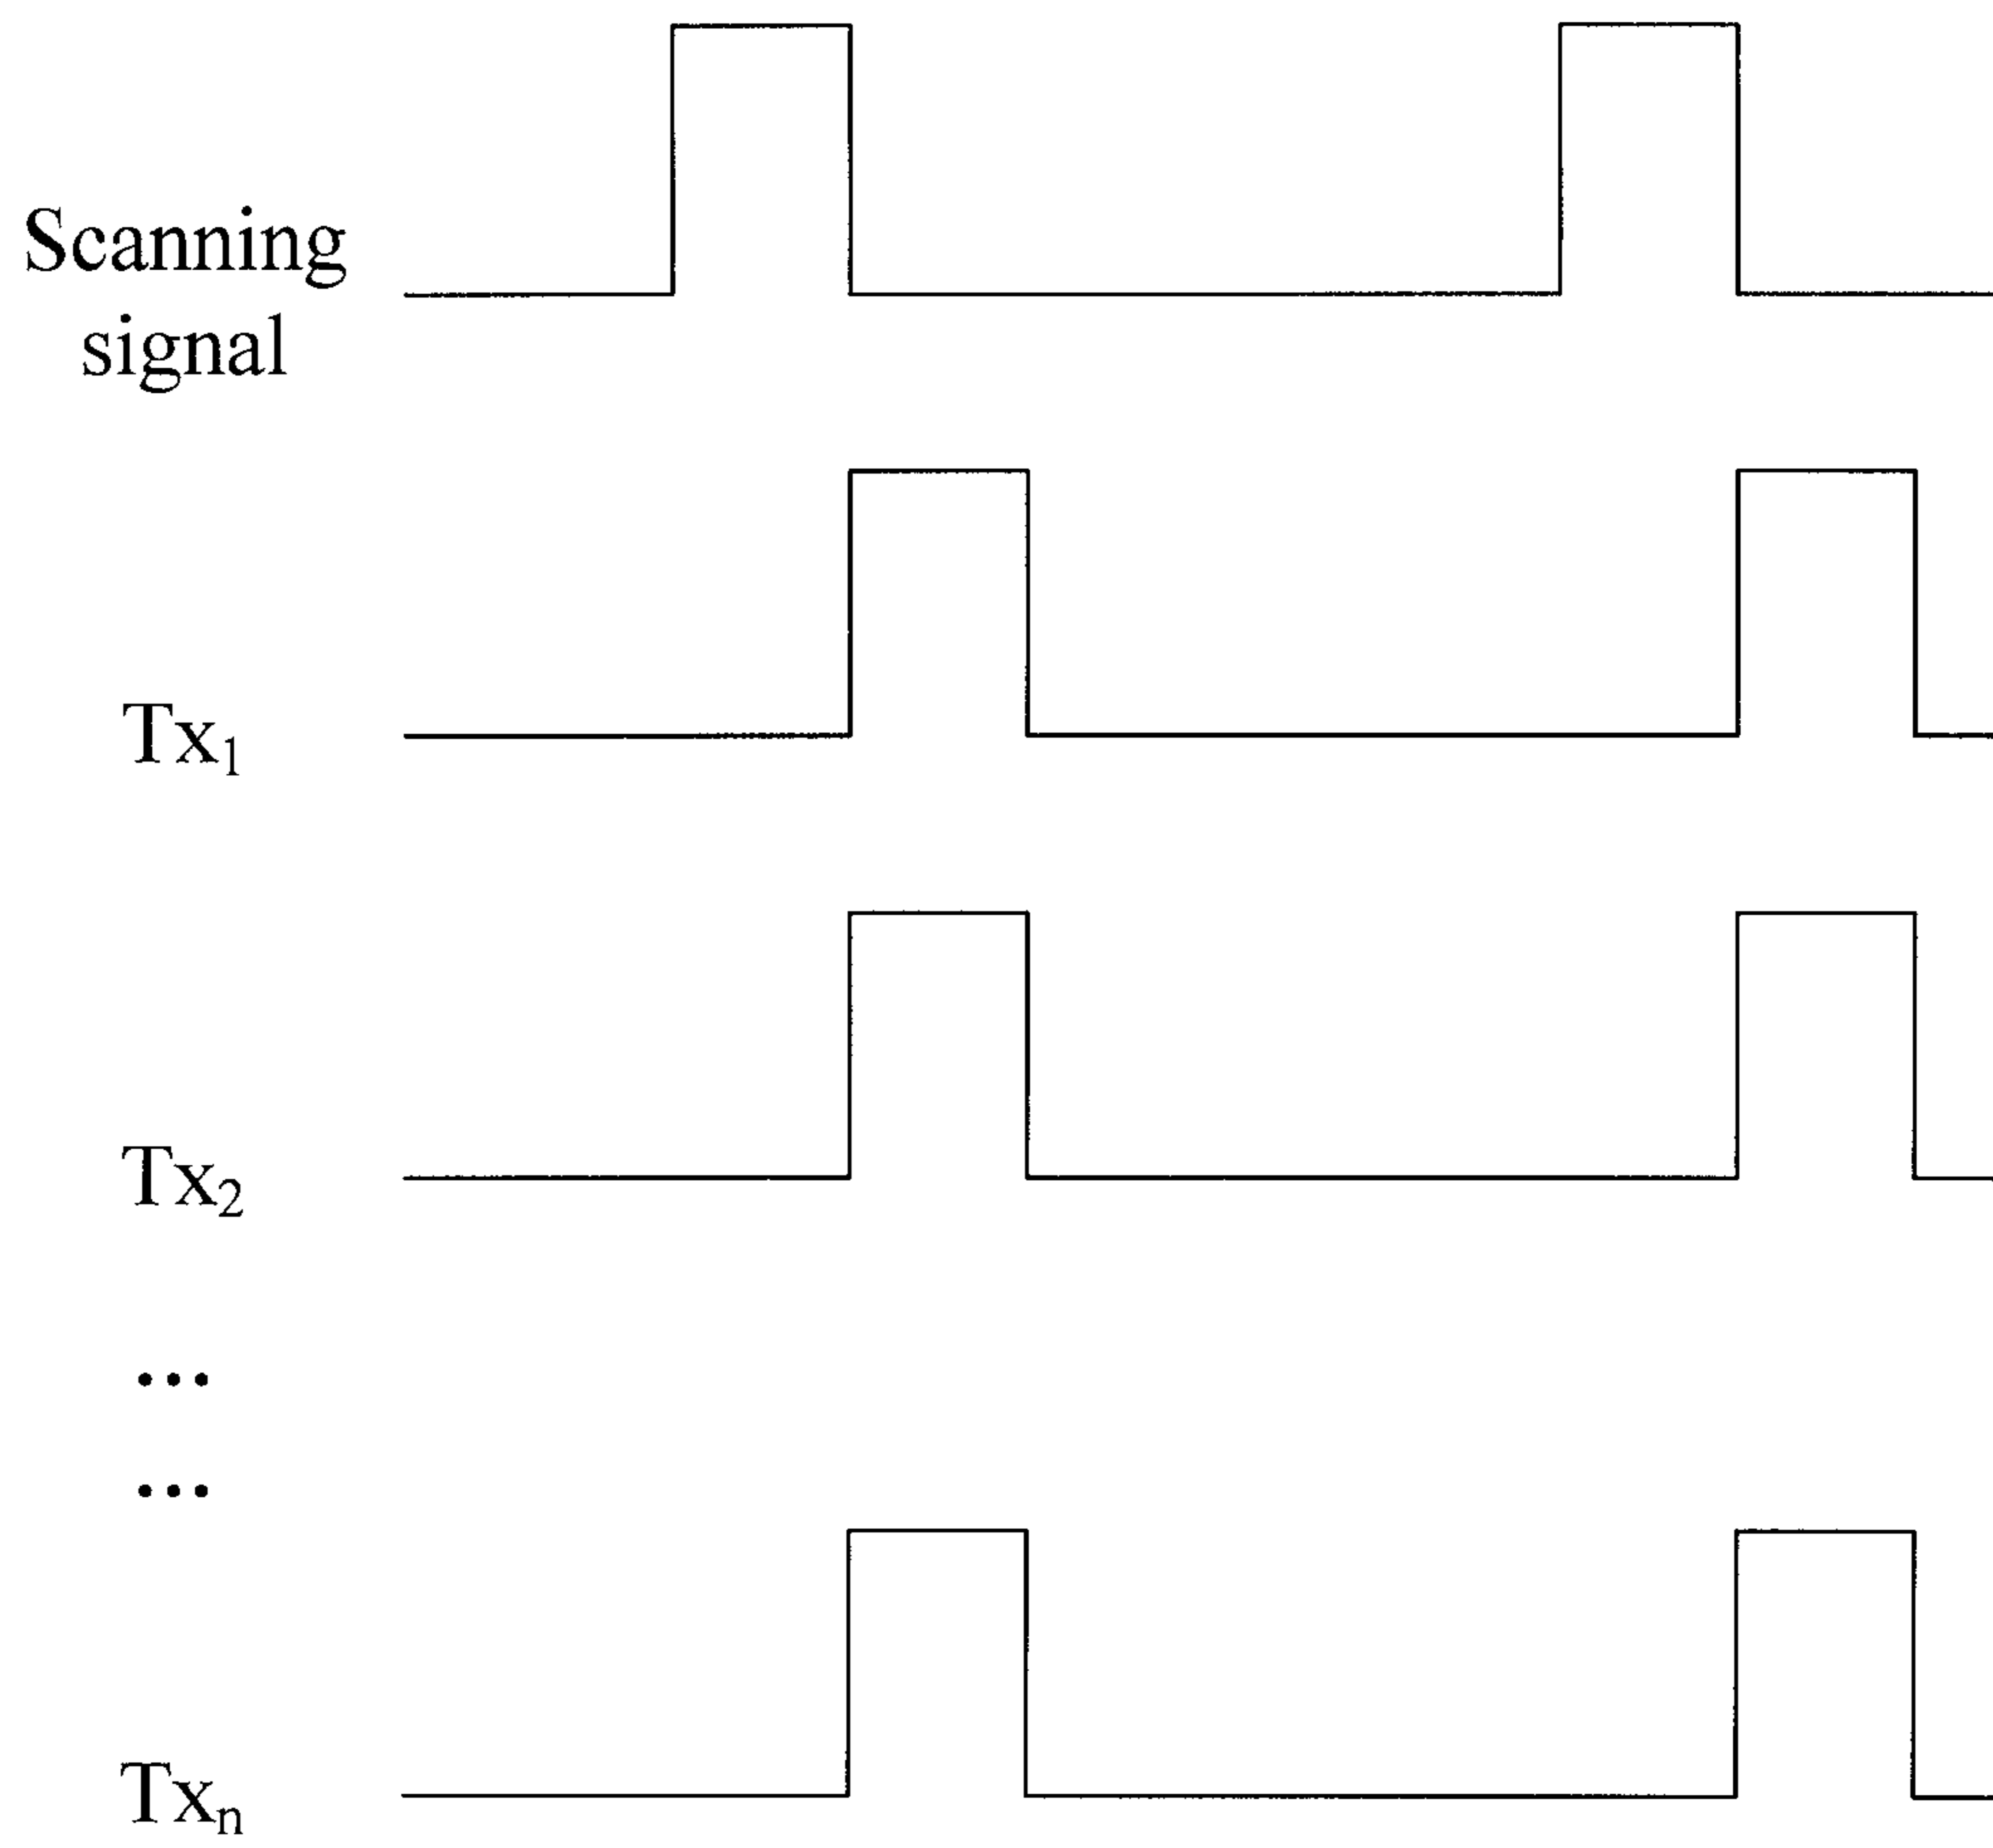 Scanning
signal
Tx₁
Tx₂
...
...
Txₙ